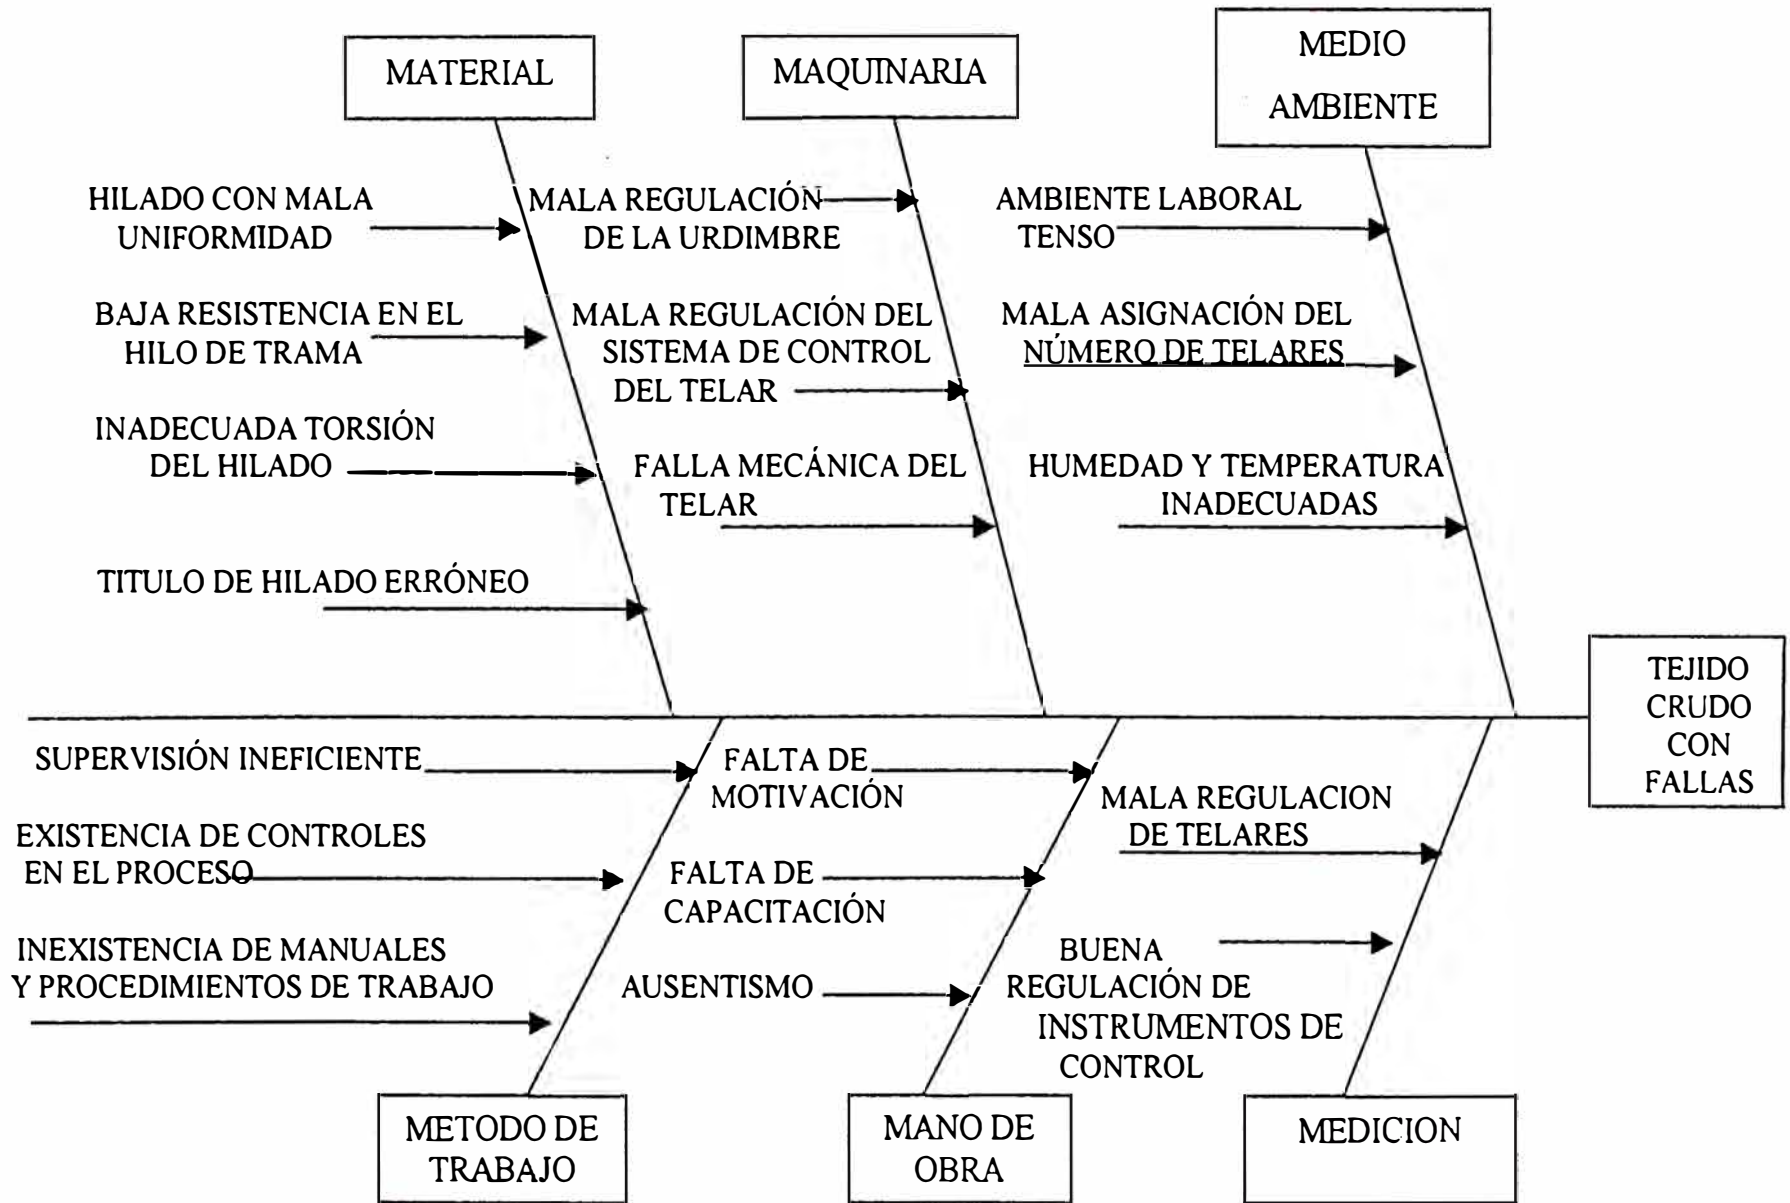 MATERIAL
MAQUINARIA
MEDIO
AMBIENTE
HILADO CON MALA
UNIFORMIDAD
BAJA RESISTENCIA EN EL
HILO DE TRAMA
INADECUADA TORSIÓN
DEL HILADO
TITULO DE HILADO ERRÓNEO
MALA REGULACIÓN
DE LA URDIMBRE
MALA REGULACIÓN DEL
SISTEMA DE CONTROL
DEL TELAR
FALLA MECÁNICA DEL
TELAR
AMBIENTE LABORAL
TENSO
MALA ASIGNACIÓN DEL
NÚMERO DE TELARES
HUMEDAD Y TEMPERATURA
INADECUADAS
TEJIDO
CRUDO
CON
FALLAS
SUPERVISIÓN INEFICIENTE
EXISTENCIA DE CONTROLES
EN EL PROCESO
INEXISTENCIA DE MANUALES
Y PROCEDIMIENTOS DE TRABAJO
FALTA DE
MOTIVACIÓN
FALTA DE
CAPACITACIÓN
AUSENTISMO
MALA REGULACION
DE TELARES
BUENA
REGULACIÓN DE
INSTRUMENTOS DE
CONTROL
METODO DE
TRABAJO
MANO DE
OBRA
MEDICION